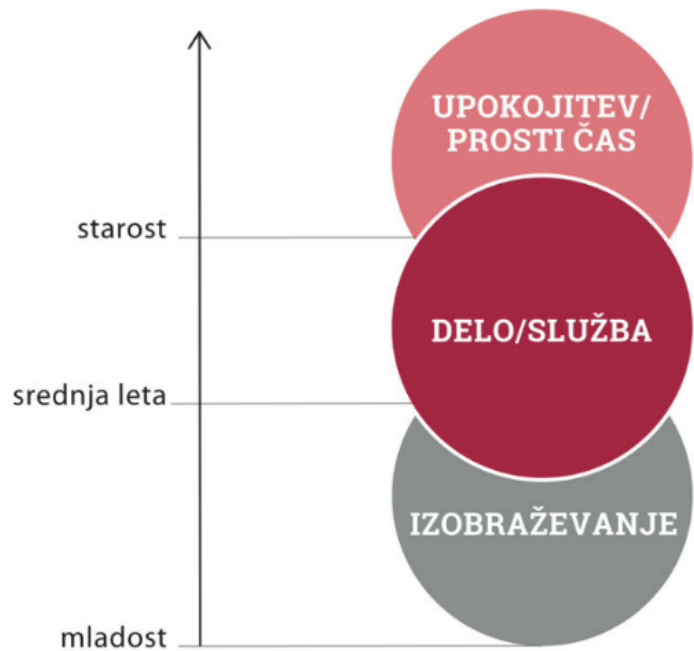 UPOKOJITEV/
PROSTI ČAS
starost
DELO/SLUŽBA
srednja leta
IZOBRAŽEVANJE
mladost